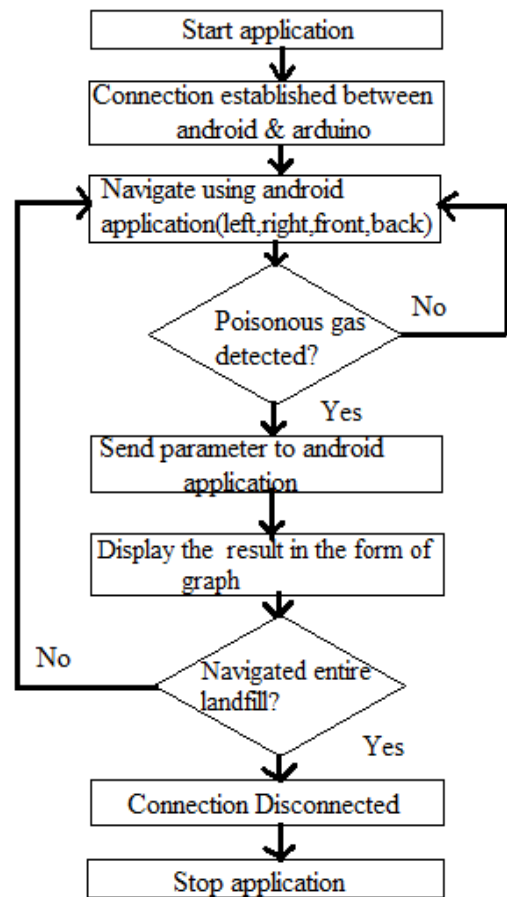 Start application
Connection established between
android & arduino
Navigate using android
application(left,right,front,back)
Poisonous gas
detected?
No
Yes
Send parameter to android
application
Display the result in the form of
graph
No
Navigated entire
landfill?
Yes
Connection Disconnected
Stop application